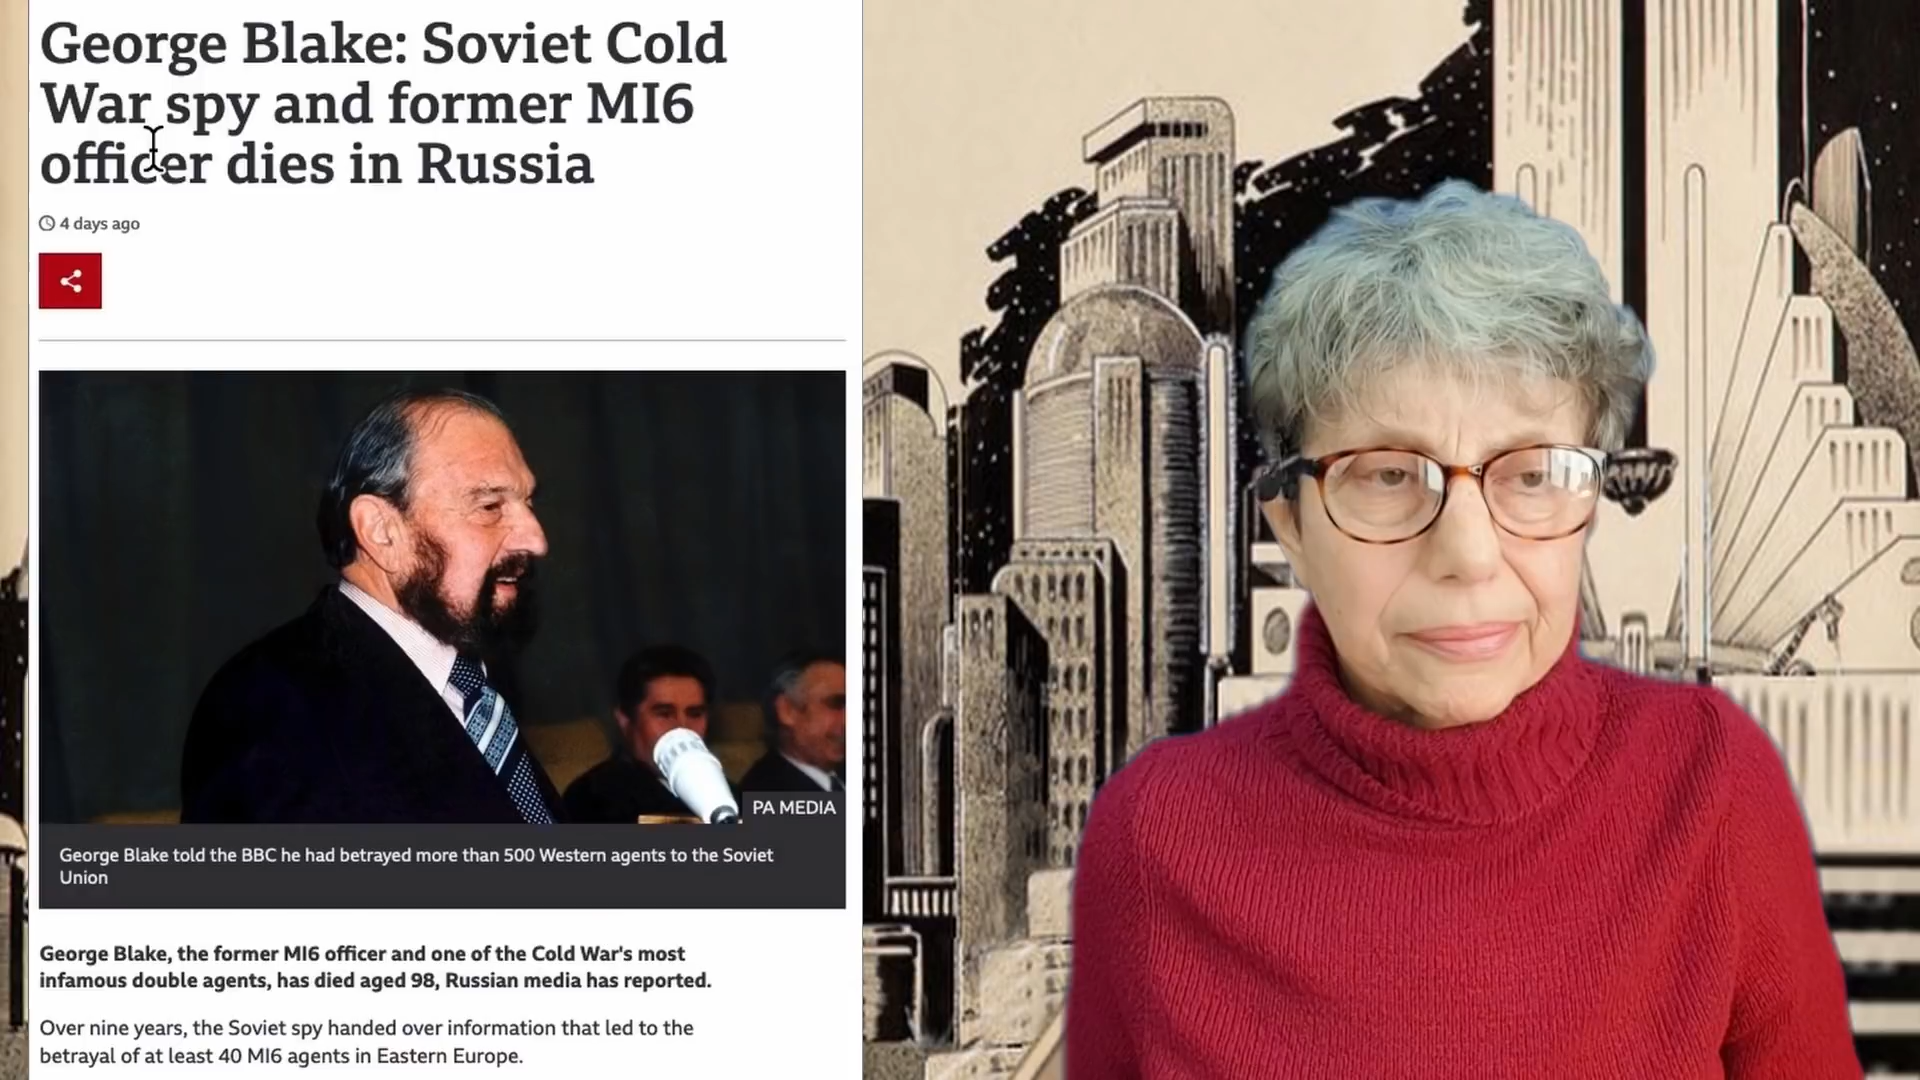 George Blake: Soviet Cold
War spy and former MI6
officer dies in Russia
4 days ago
PA MEDIA
George Blake told the BBC he had betrayed more than 500 Western agents to the Soviet
Union
George Blake, the former MI6 officer and one of the Cold War's most
infamous double agents, has died aged 98, Russian media has reported.
Over nine years, the Soviet spy handed over information that led to the
betrayal of at least 40 MI6 agents in Eastern Europe.